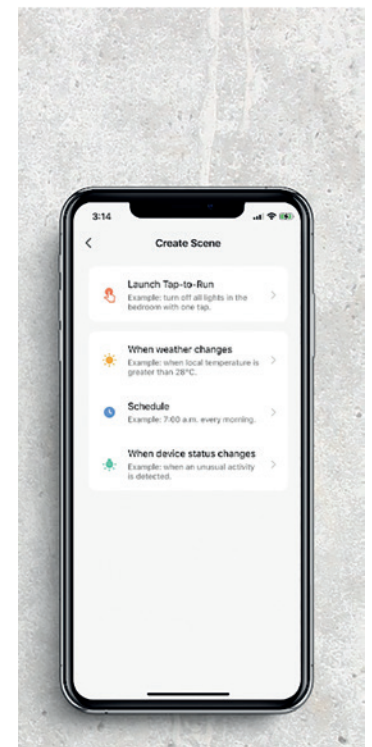 3:14
Create Scene
Launch Tap-to-Run
Example: turn off all lights in the
bedroom with one tap.
When weather changes
Example: when local temperature is
greater than 28°C.
Schedule
Example: 7:00 a.m. every morning.
When device status changes
Example: when an unusual activity
is detected.